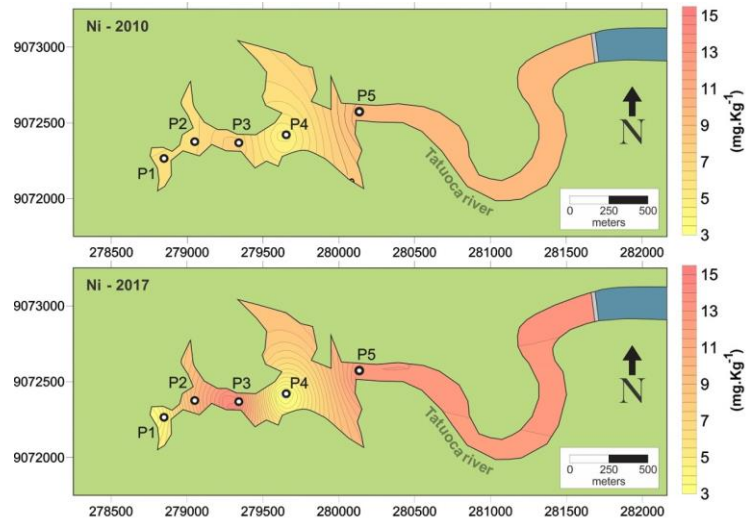 Ni - 2010
9073000
9072500
9072000
P1
P2
P3
P4
P5
Tatuoca river
N
0 250 500
meters
278500 279000 279500 280000 280500 281000 281500 282000
15
13
11
9
7
5
3
(mg.Kg⁻¹)
Ni - 2017
9073000
9072500
9072000
P1
P2
P3
P4
P5
Tatuoca river
N
0 250 500
meters
278500 279000 279500 280000 280500 281000 281500 282000
15
13
11
9
7
5
3
(mg.Kg⁻¹)